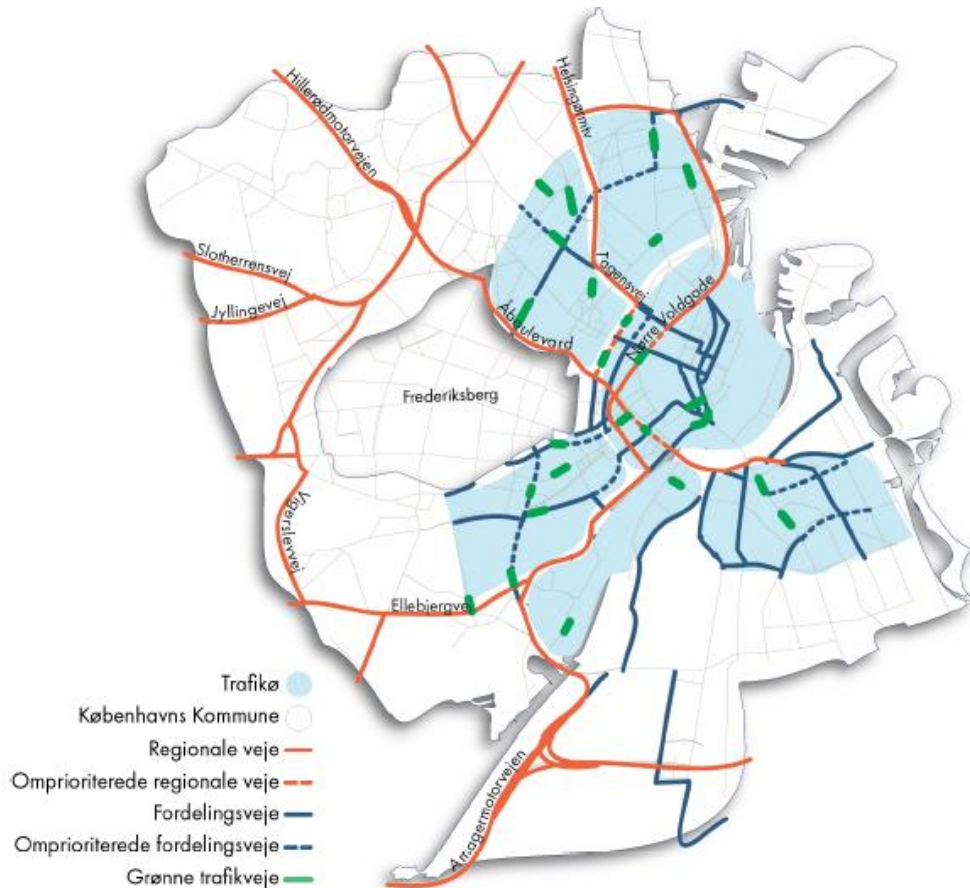 Hillerødmotorvejen
Helsingørmtv
Slotherrensvej
Jyllingevej
Tagensvej
Nørre Voldgade
Åboulevard
Frederiksberg
Vigerslevvej
Ellebjergvej
Amagermotorvejen
Trafikø
Københavns Kommune
Regionale veje
Omprioriterede regionale veje
Fordelingsveje
Omprioriterede fordelingsveje
Grønne trafikveje